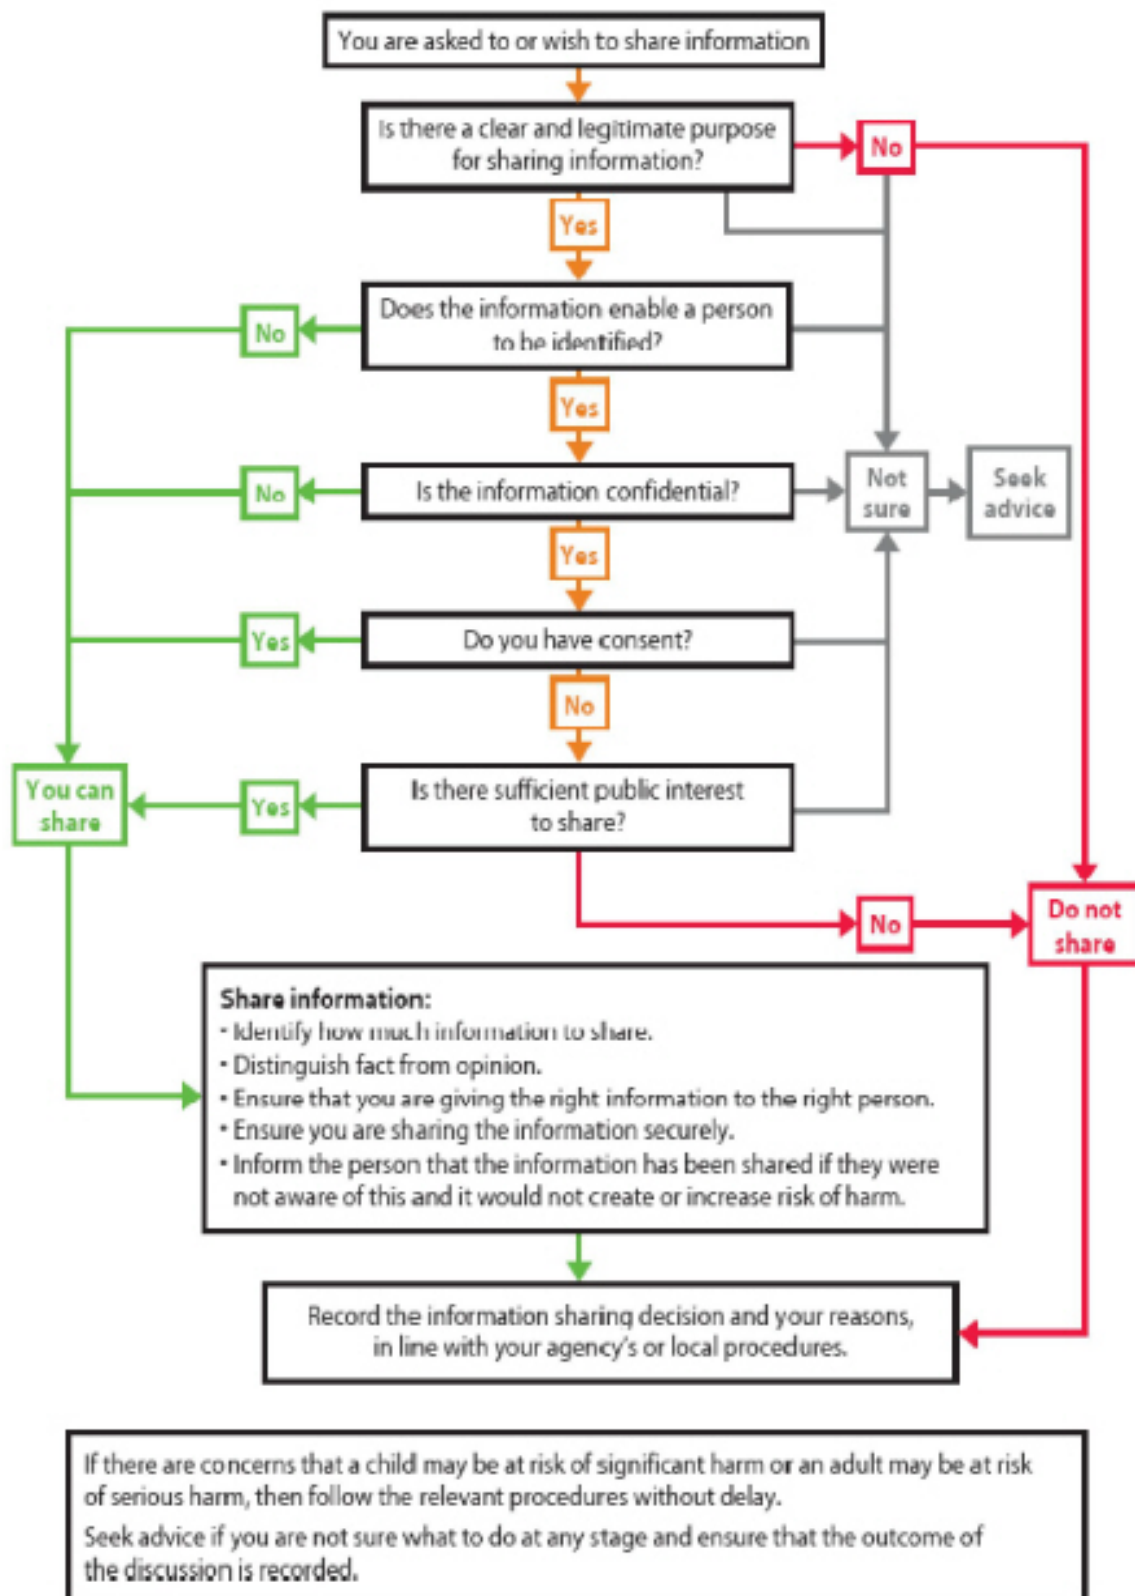 You are asked to or wish to share information
Is there a clear and legitimate purpose
for sharing information?
No
Yes
Does the information enable a person
to be identified?
No
Yes
Is the information confidential?
No
Not
sure
Seek
advice
Yes
Do you have consent?
Yes
No
Is there sufficient public interest
to share?
Yes
You can
share
No
Do not
share
Share information:
• Identify how much information to share.
• Distinguish fact from opinion.
• Ensure that you are giving the right information to the right person.
• Ensure you are sharing the information securely.
• Inform the person that the information has been shared if they were
not aware of this and it would not create or increase risk of harm.
Record the information sharing decision and your reasons,
in line with your agency's or local procedures.
If there are concerns that a child may be at risk of significant harm or an adult may be at risk
of serious harm, then follow the relevant procedures without delay.
Seek advice if you are not sure what to do at any stage and ensure that the outcome of
the discussion is recorded.